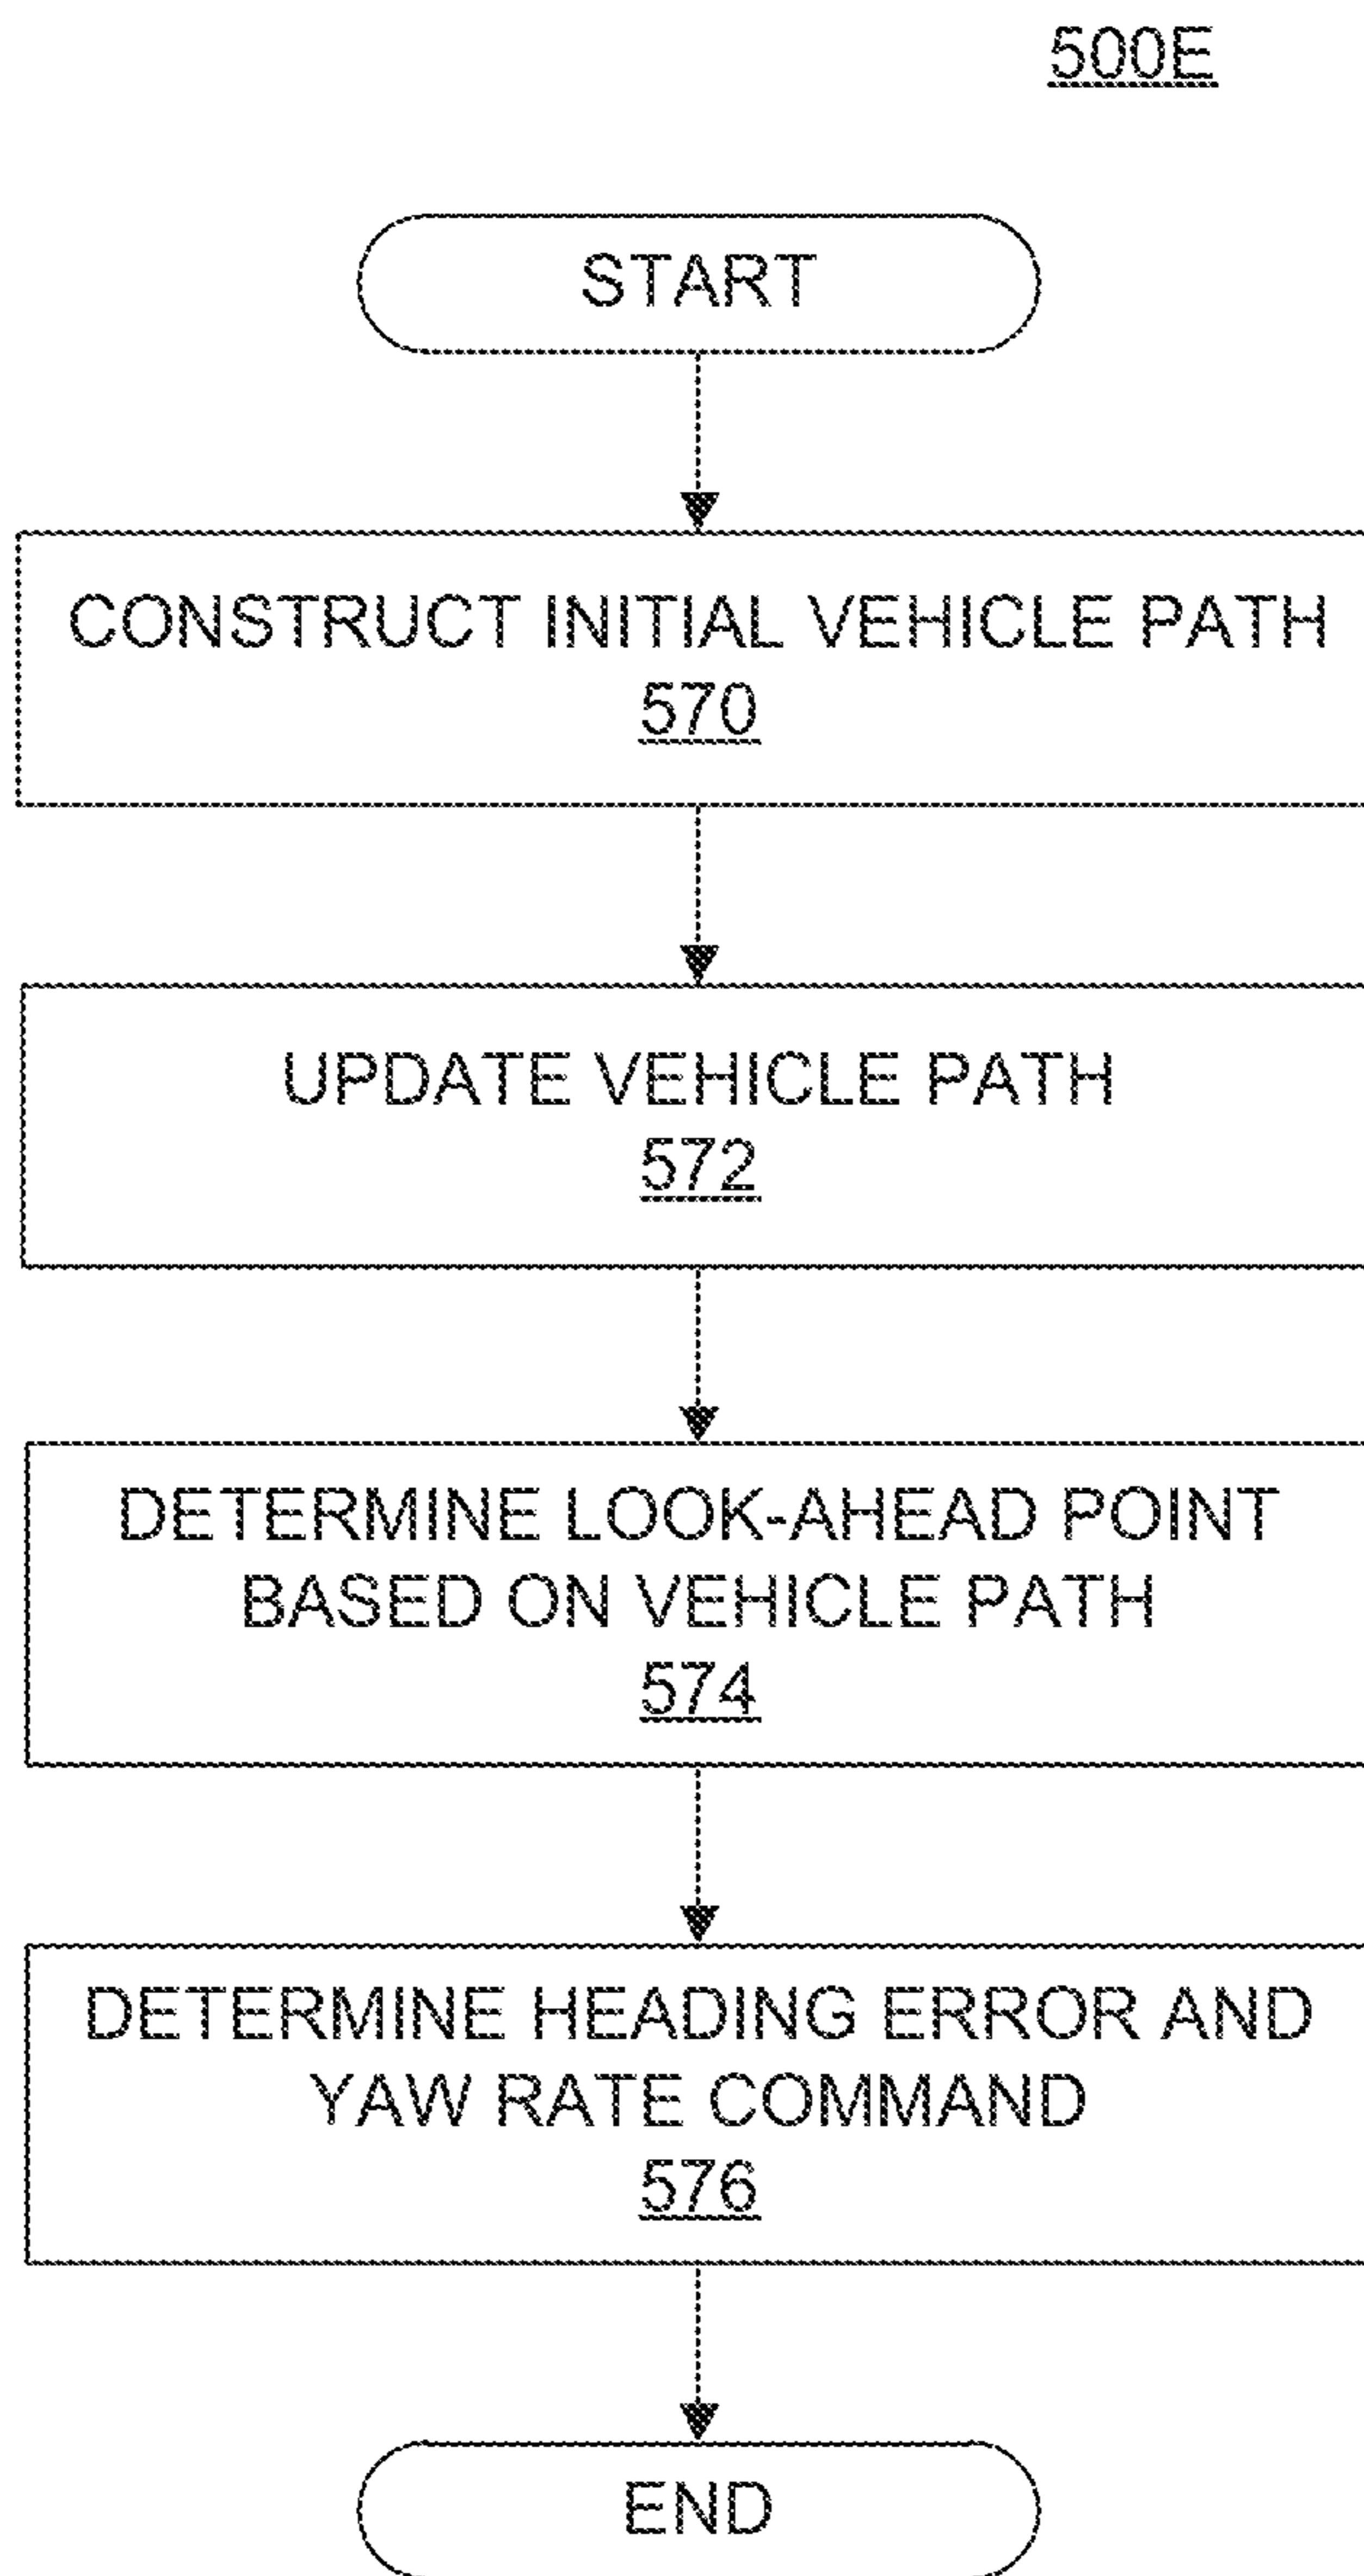 500E
START
CONSTRUCT INITIAL VEHICLE PATH
570
UPDATE VEHICLE PATH
572
DETERMINE LOOK-AHEAD POINT
BASED ON VEHICLE PATH
574
DETERMINE HEADING ERROR AND
YAW RATE COMMAND
576
END